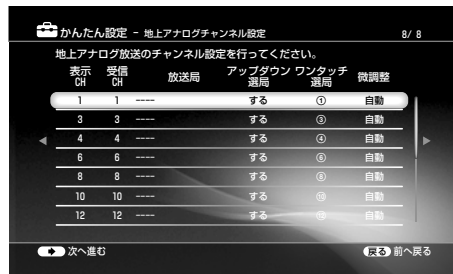 かんたん設定 - 地上アナログチャンネル設定 8/ 8
地上アナログ放送のチャンネル設定を行ってください。
表示CH 受信CH 放送局 アップダウン選局 ワンタッチ選局 微調整
1 1 ---- する ① 自動
3 3 ---- する ③ 自動
4 4 ---- する ④ 自動
6 6 ---- する ⑥ 自動
8 8 ---- する ⑧ 自動
10 10 ---- する ⑩ 自動
12 12 ---- する ⑫ 自動
次へ進む 戻る 前へ戻る